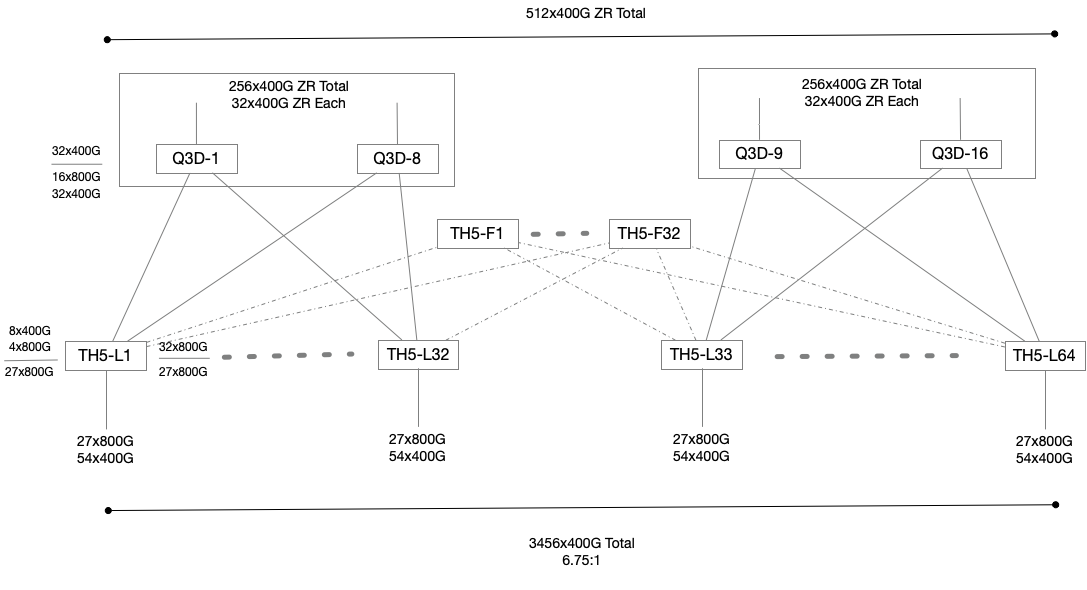 512x400G ZR Total
256x400G ZR Total
32x400G ZR Each
256x400G ZR Total
32x400G ZR Each
32x400G
16x800G
32x400G
Q3D-1
Q3D-8
Q3D-9
Q3D-16
TH5-F1
TH5-F32
8x400G
4x800G
27x800G
TH5-L1
32x800G
27x800G
TH5-L32
TH5-L33
TH5-L64
27x800G
54x400G
27x800G
54x400G
27x800G
54x400G
27x800G
54x400G
3456x400G Total
6.75:1